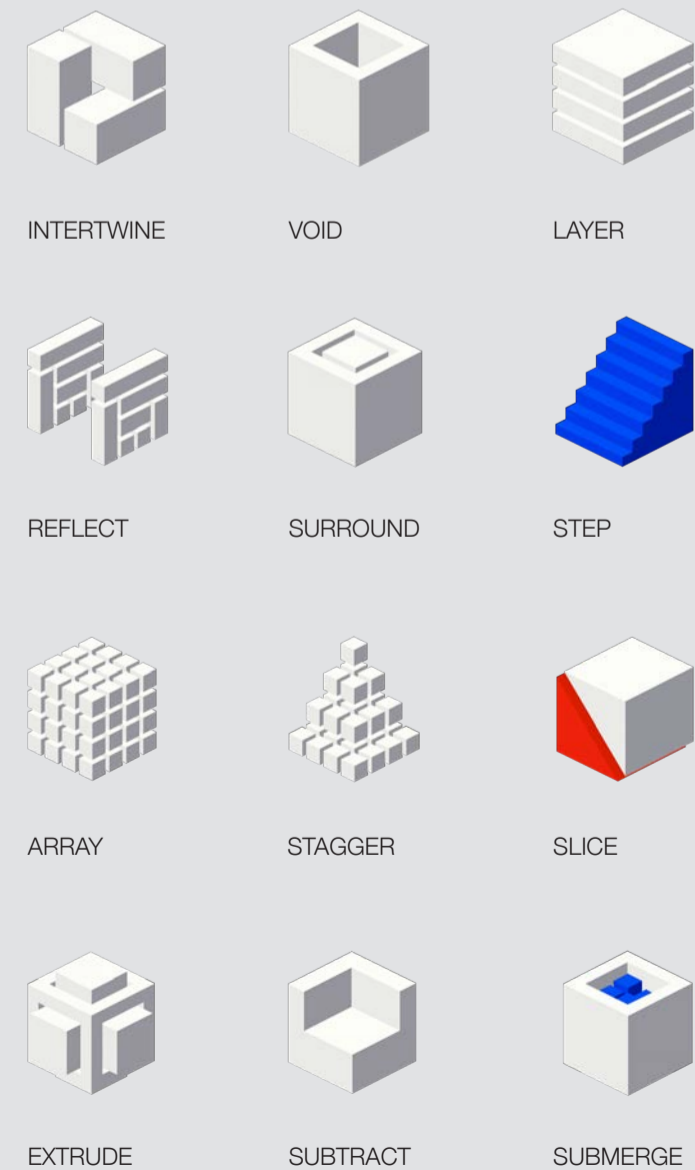 INTERTWINE
VOID
LAYER
REFLECT
SURROUND
STEP
ARRAY
STAGGER
SLICE
EXTRUDE
SUBTRACT
SUBMERGE